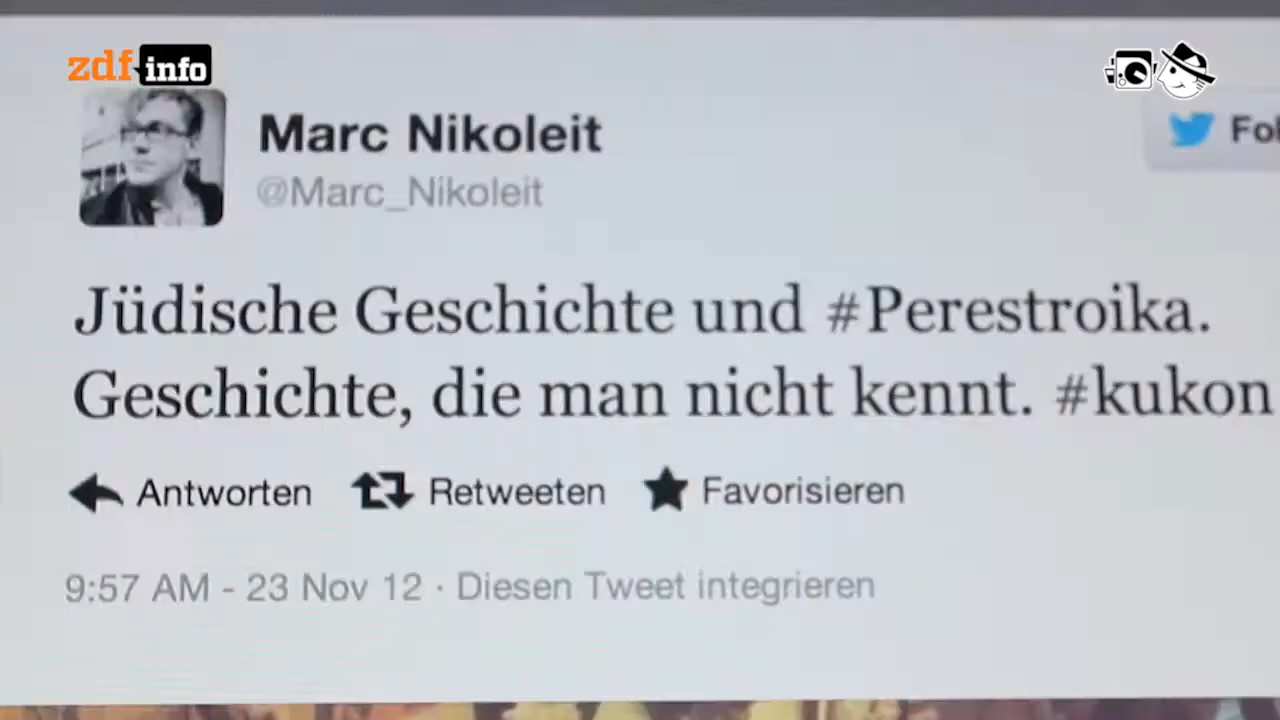 zdf info
Marc Nikoleit
@Marc_Nikoleit
Fol
Jüdische Geschichte und #Perestroika.
Geschichte, die man nicht kennt. #kukon
Antworten Retweeten Favorisieren
9:57 AM - 23 Nov 12 · Diesen Tweet integrieren